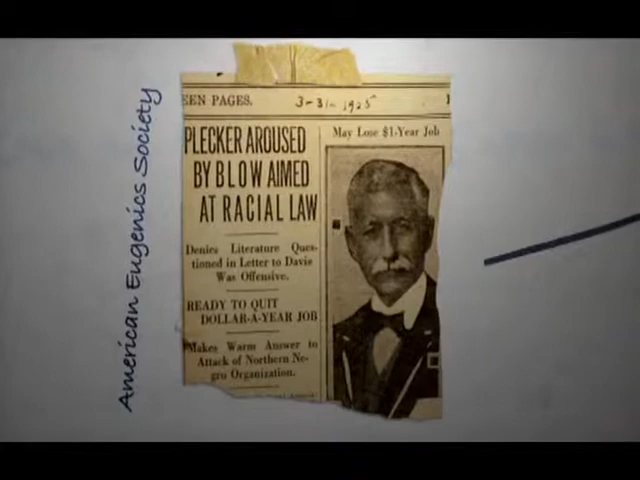 American Eugenics Society
EEN PAGES.
3-31-1925
PLECKER AROUSED
BY BLOW AIMED
AT RACIAL LAW
Denies Literature Ques-
tioned in Letter to Davis
Was Offensive.
READY TO QUIT
DOLLAR-A-YEAR JOB
Makes Warm Answer to
Attack of Northern Ne-
gro Organization.
May Lose $1-Year Job